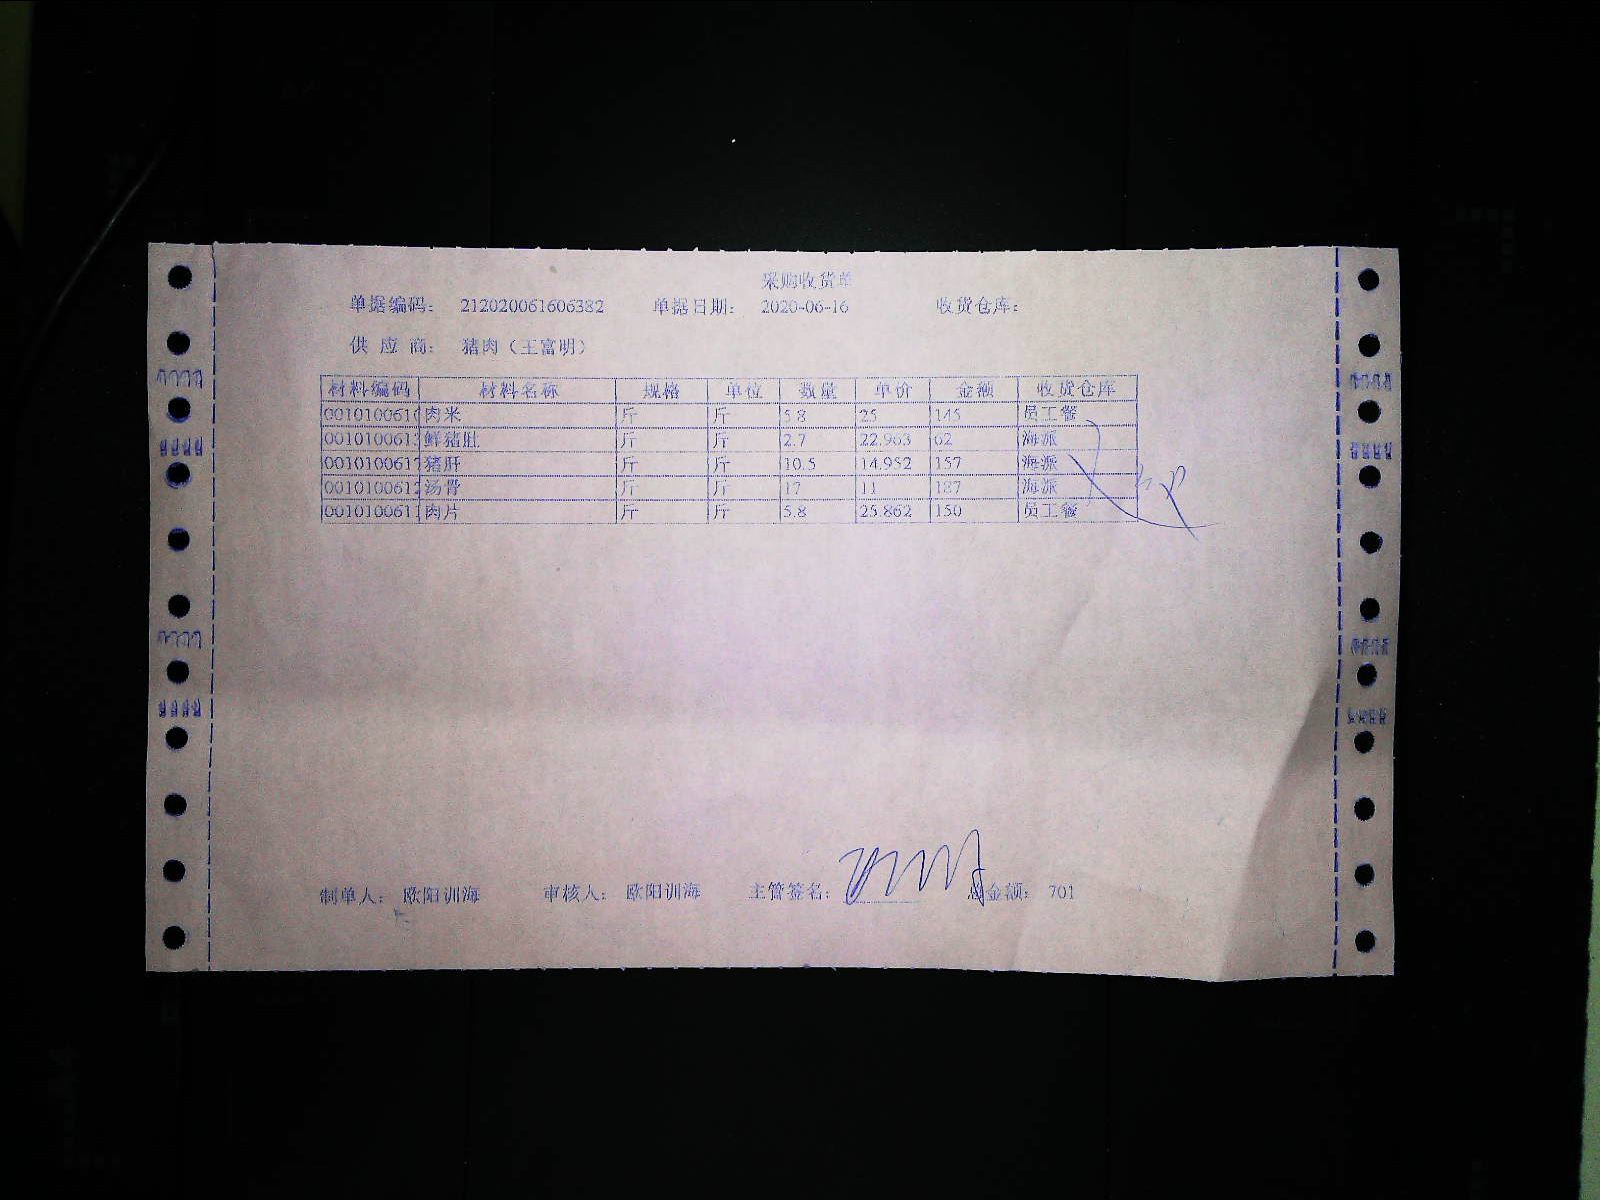 采购收货单
单据编码： 212020061606382 单据日期： 2020-06-16 收货仓库：
供 应 商： 猪肉（王富明）
材料编码 材料名称 规格 单位 数量 单价 金额 收货仓库
001010061 肉米 斤 斤 5.8 25 145 员工餐
001010061 鲜猪肚 斤 斤 2.7 22.963 62 海派
001010061 猪肝 斤 斤 10.5 14.952 157 海派
001010061 汤骨 斤 斤 17 11 187 海派
001010061 肉片 斤 斤 5.8 25.862 150 员工餐
制单人： 欧阳训海 审核人： 欧阳训海 主管签名： 总金额： 701